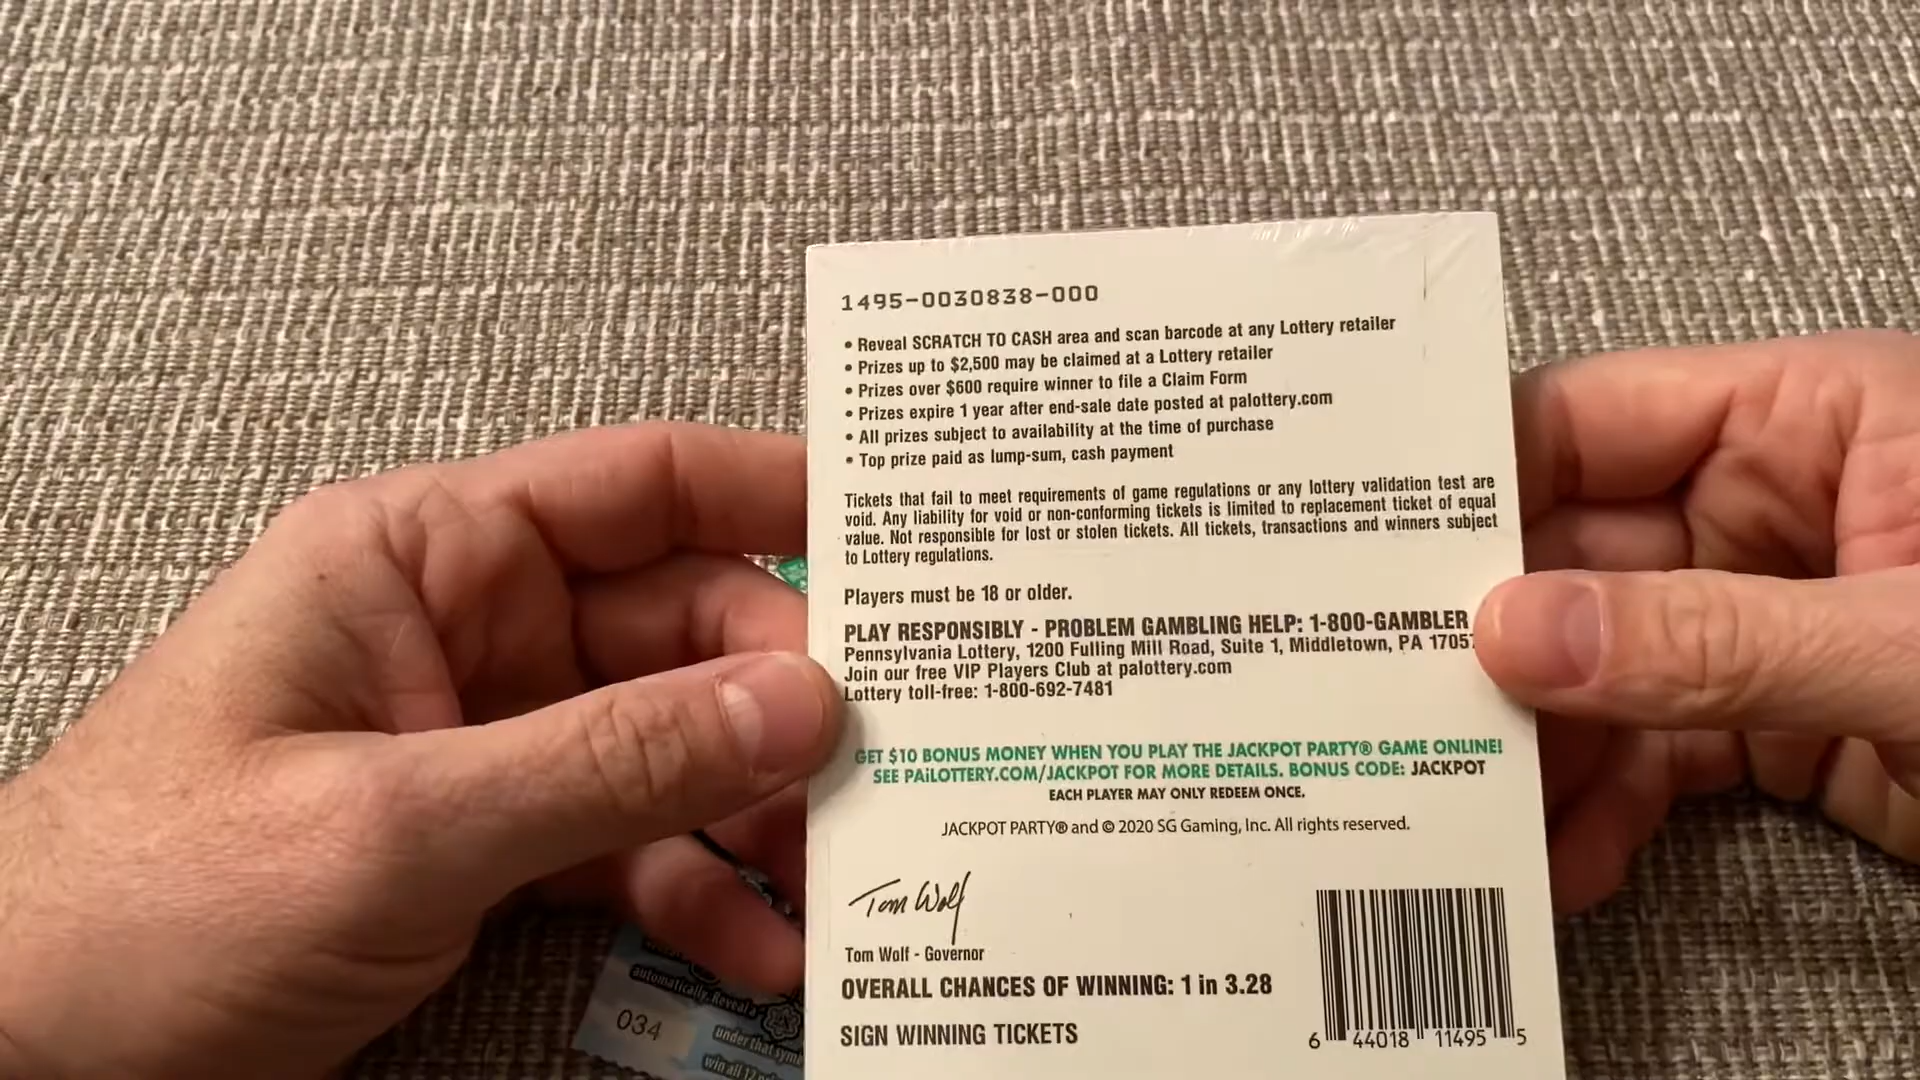 1495-0030838-000
• Reveal SCRATCH TO CASH area and scan barcode at any Lottery retailer
• Prizes up to $2,500 may be claimed at a Lottery retailer
• Prizes over $600 require winner to file a Claim Form
• Prizes expire 1 year after end-sale date posted at palottery.com
• All prizes subject to availability at the time of purchase
• Top prize paid as lump-sum, cash payment
Tickets that fail to meet requirements of game regulations or any lottery validation test are
void. Any liability for void or non-conforming tickets is limited to replacement ticket of equal
value. Not responsible for lost or stolen tickets. All tickets, transactions and winners subject
to Lottery regulations.
Players must be 18 or older.
PLAY RESPONSIBLY - PROBLEM GAMBLING HELP: 1-800-GAMBLER
Pennsylvania Lottery, 1200 Fulling Mill Road, Suite 1, Middletown, PA 1705
Join our free VIP Players Club at palottery.com
Lottery toll-free: 1-800-692-7481
GET $10 BONUS MONEY WHEN YOU PLAY THE JACKPOT PARTY® GAME ONLINE!
SEE PAiLOTTERY.COM/JACKPOT FOR MORE DETAILS. BONUS CODE: JACKPOT
EACH PLAYER MAY ONLY REDEEM ONCE.
JACKPOT PARTY® and © 2020 SG Gaming, Inc. All rights reserved.
Tom Wolf
Tom Wolf - Governor
OVERALL CHANCES OF WINNING: 1 in 3.28
SIGN WINNING TICKETS
6 44018 11495 5
automatically. Reveal a
034
under that sym
win all 12